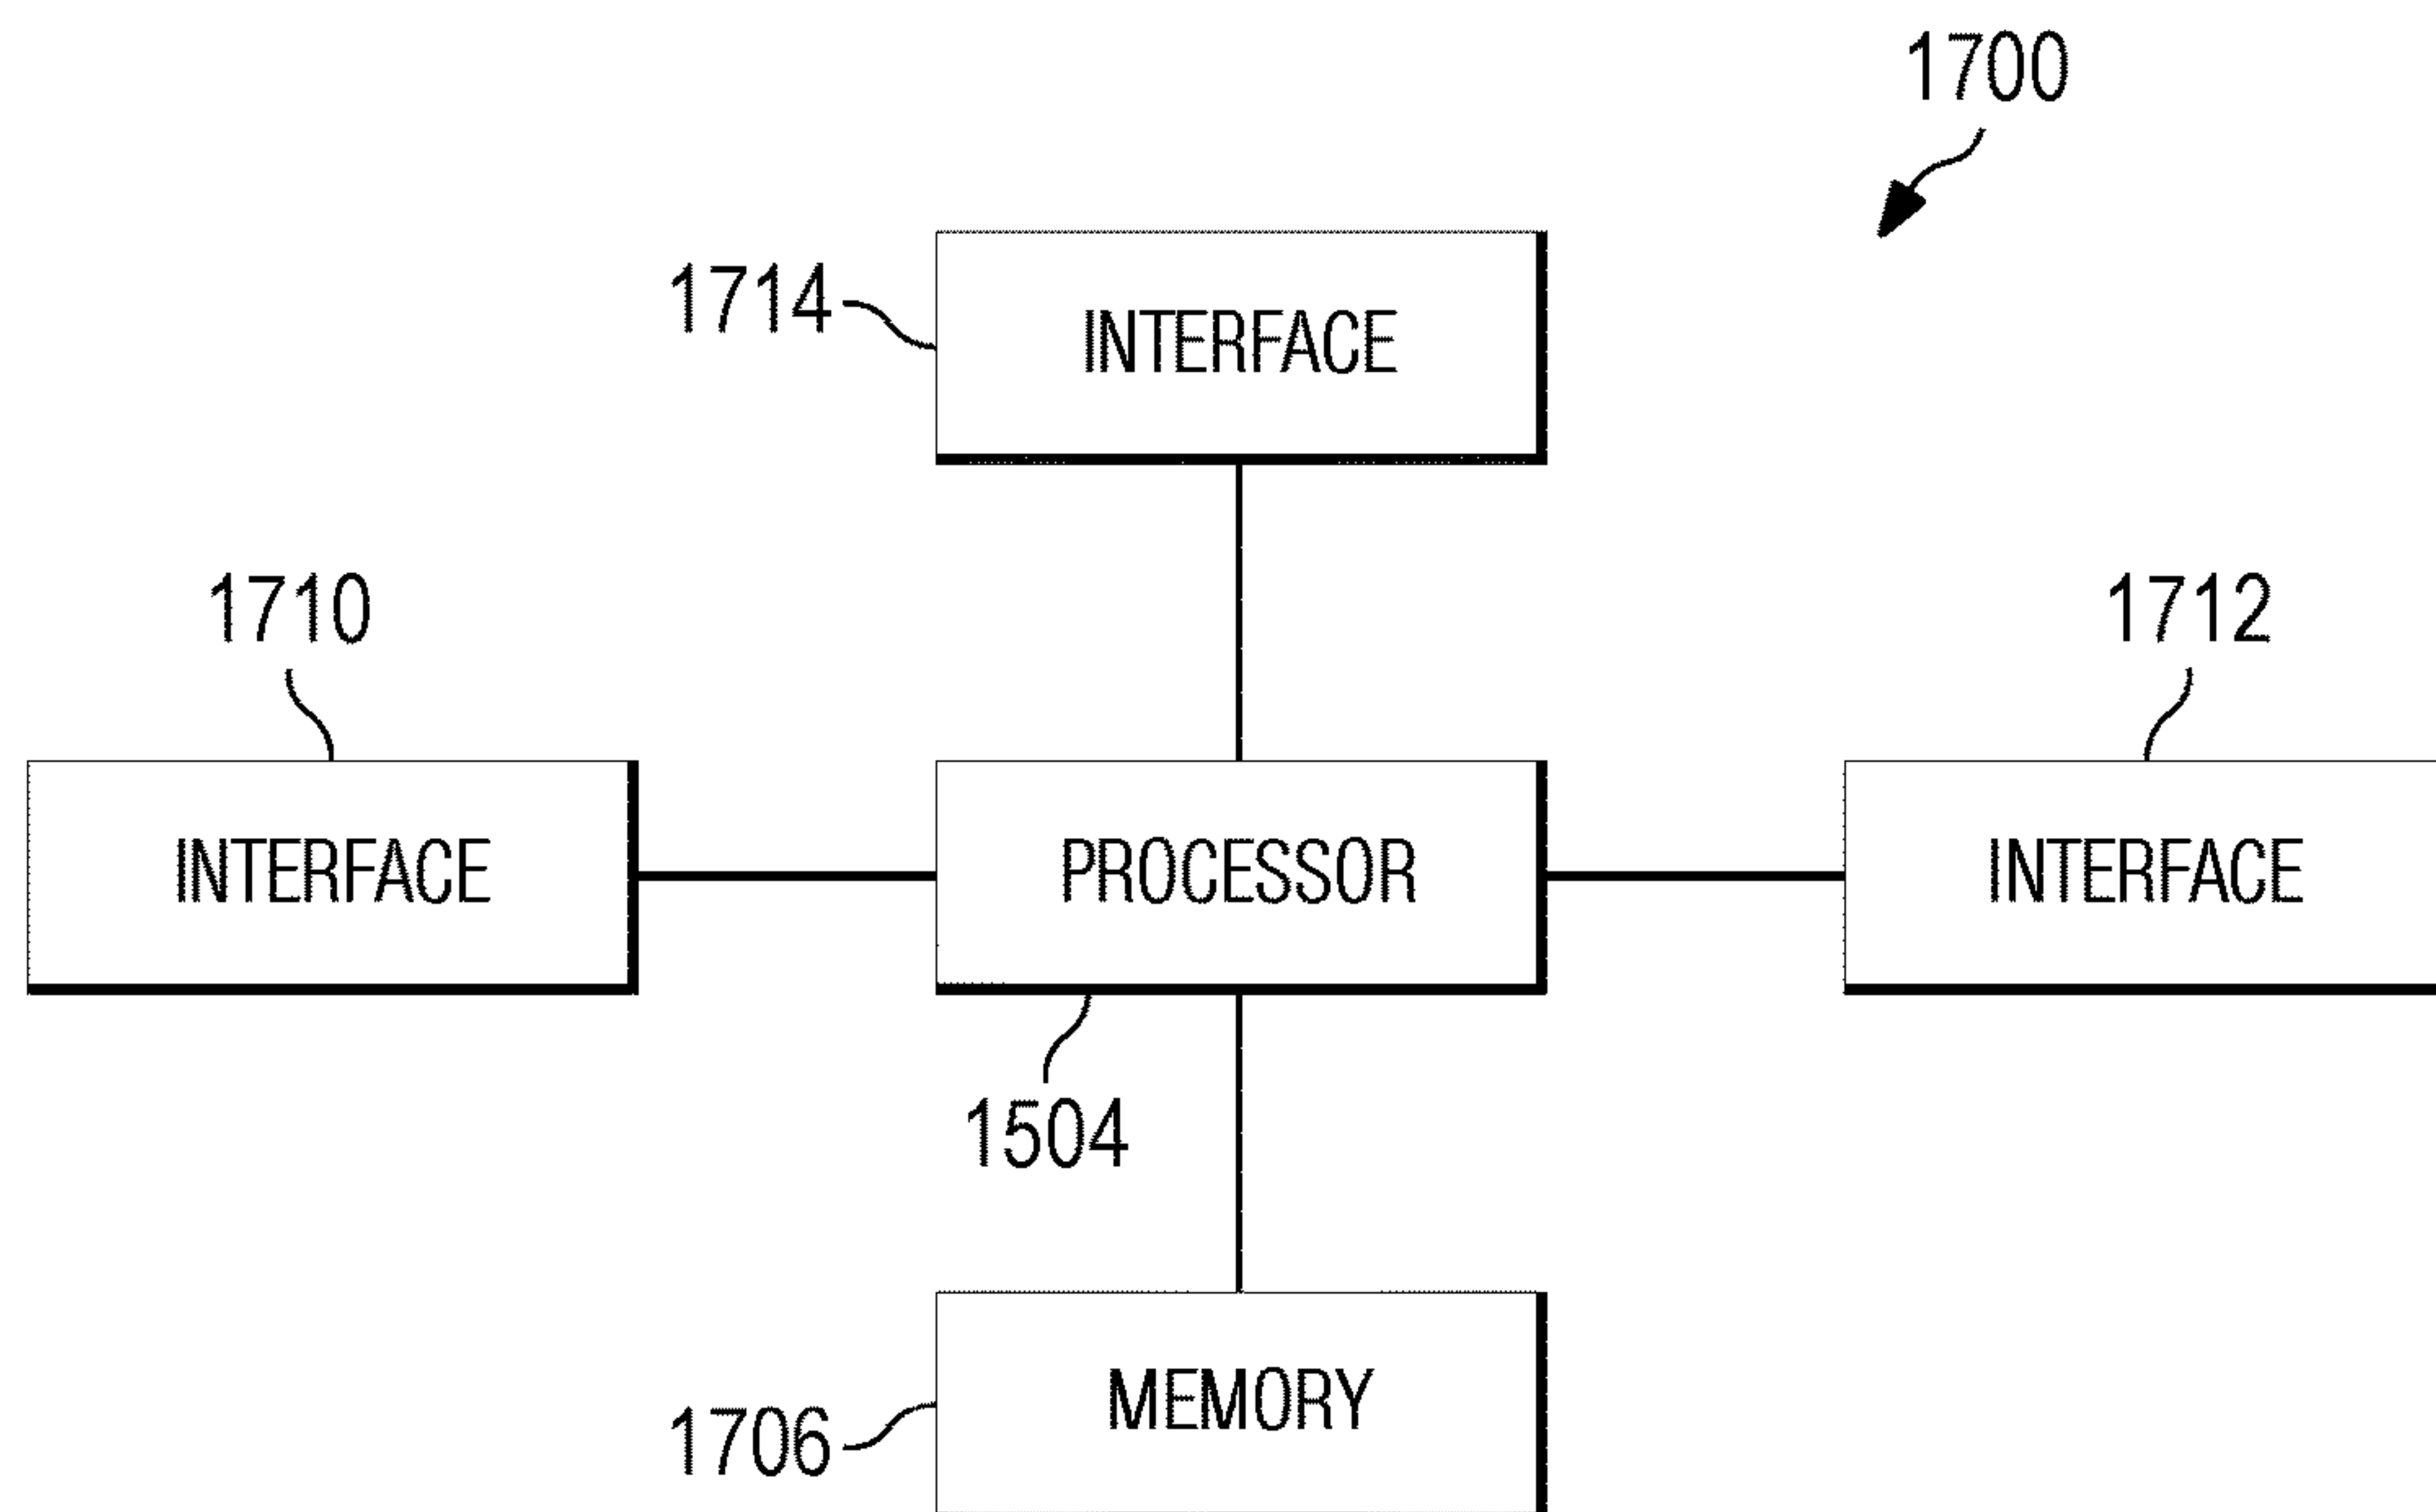 1700
1714
INTERFACE
1710
1712
INTERFACE
PROCESSOR
INTERFACE
1504
MEMORY
1706